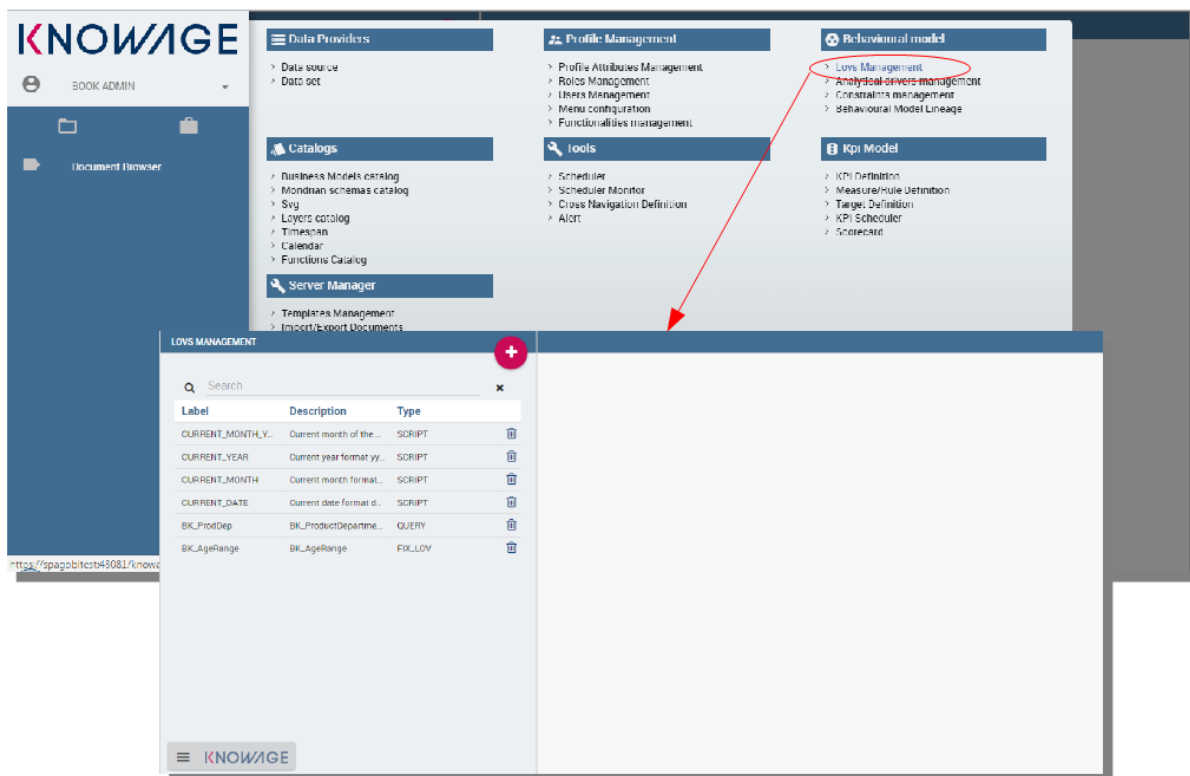 KNOWAGE
BOOK ADMIN
Document Browser
Data Providers
Data source
Data set
Profile Management
Profile Attributes Management
Roles Management
Users Management
Menu configuration
Functionalities management
Behavioural model
Lovs Management
Analytical drivers management
Constraints management
Behavioural Model Lineage
Catalogs
Business Models catalog
Mondrian schemas catalog
Svg
Layers catalog
Timespan
Calendar
Functions Catalog
Tools
Scheduler
Scheduler Monitor
Cross Navigation Definition
Alert
Kpi Model
KPI Definition
Measure/Rule Definition
Target Definition
KPI Scheduler
Scorecard
Server Manager
Templates Management
Import/Export Documents
https://spagobitest:48081/knowa
LOVS MANAGEMENT
+
Search
Label Description Type
CURRENT_MONTH_Y... Current month of the ... SCRIPT
CURRENT_YEAR Current year format yy... SCRIPT
CURRENT_MONTH Current month format... SCRIPT
CURRENT_DATE Current date format d... SCRIPT
BK_ProdDep BK_ProductDepartme... QUERY
BK_AgeRange BK_AgeRange FIX_LOV
KNOWAGE